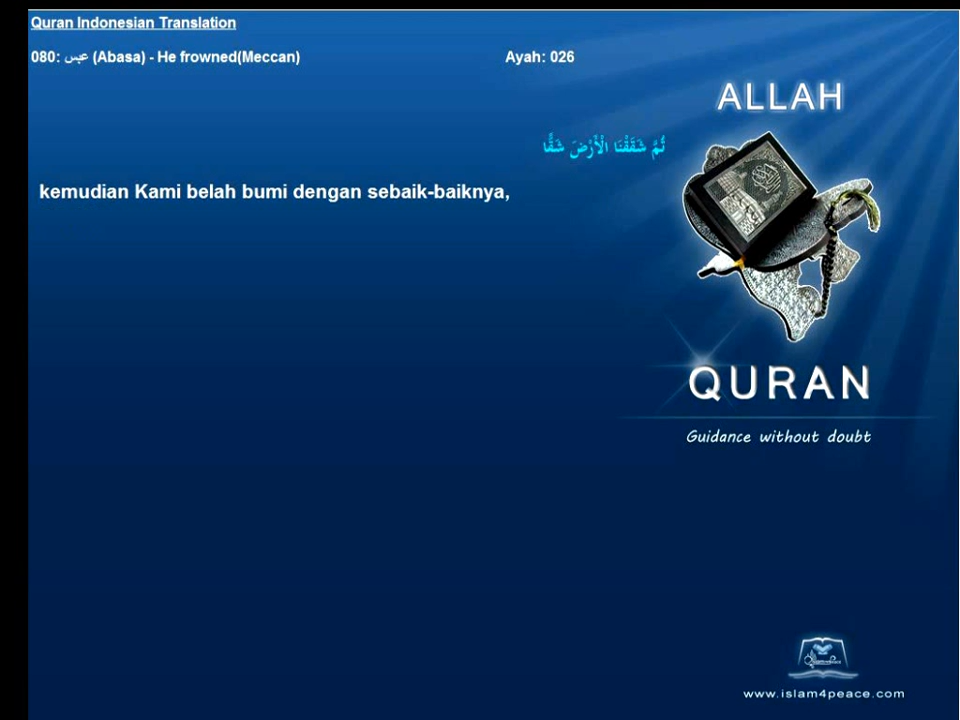 Quran Indonesian Translation
080: عبس (Abasa) - He frowned(Meccan) Ayah: 026
ALLAH
ثُمَّ شَقَقْنَا الْأَرْضَ شَقًّا
kemudian Kami belah bumi dengan sebaik-baiknya,
QURAN
Guidance without doubt
www.islam4peace.com